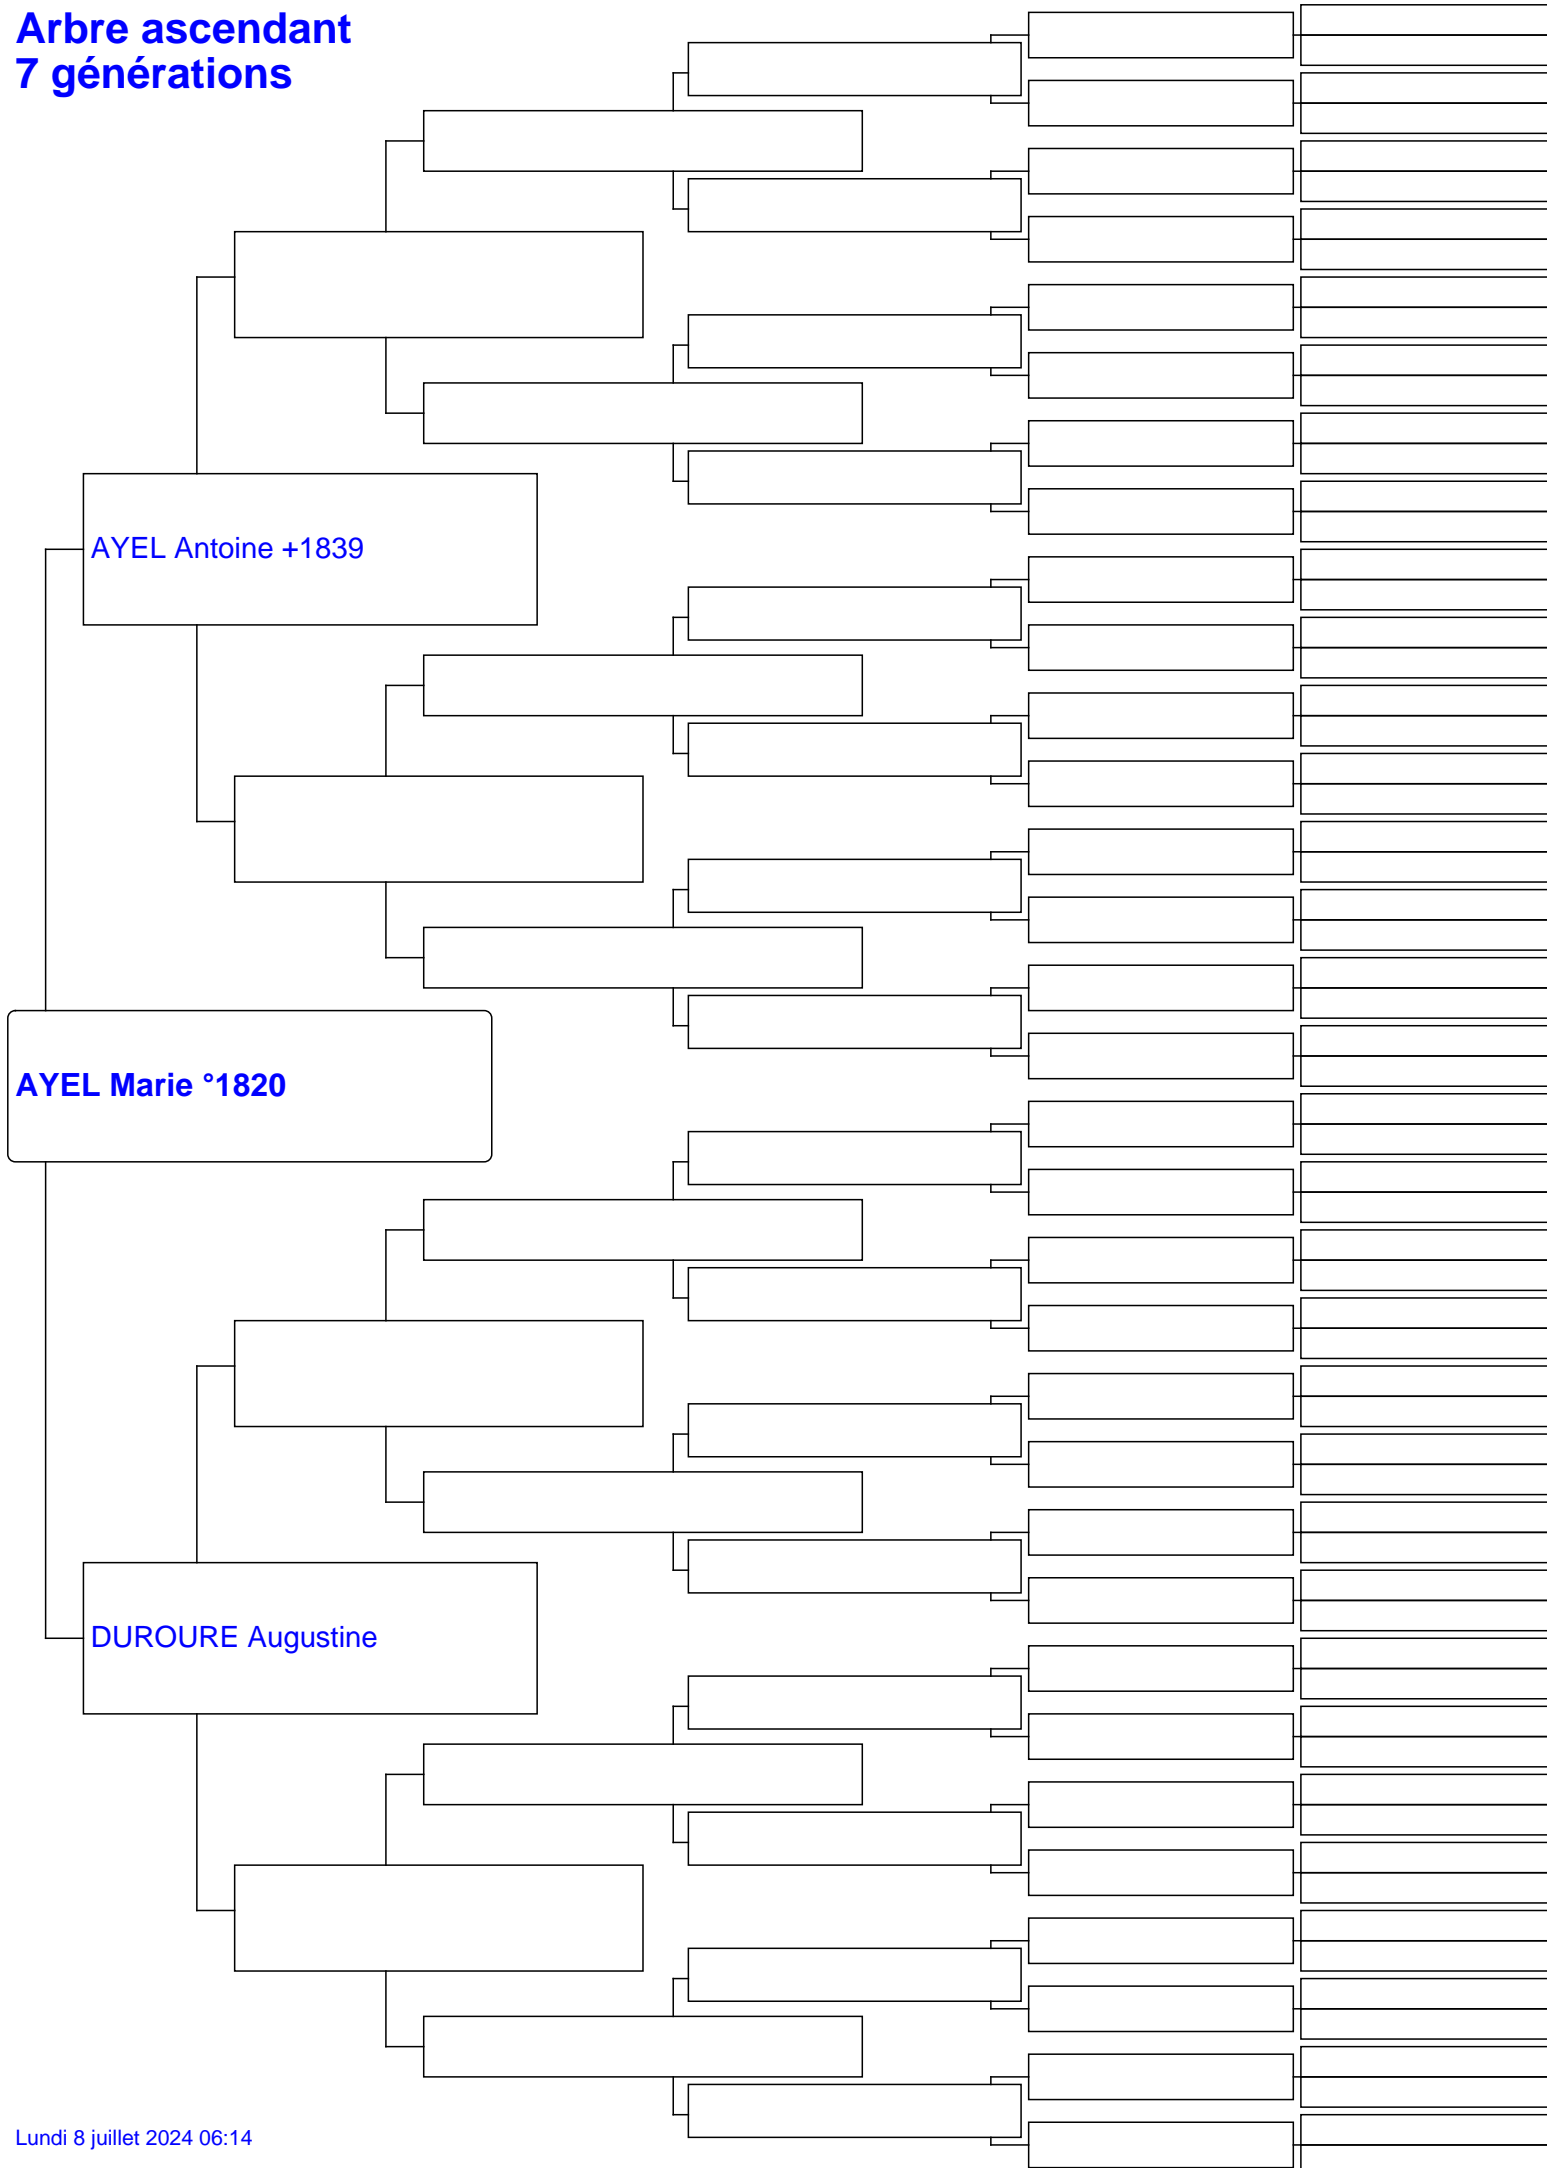 Arbre ascendant
7 générations
AYEL Antoine +1839
AYEL Marie °1820
DUROURE Augustine
Lundi 8 juillet 2024 06:14